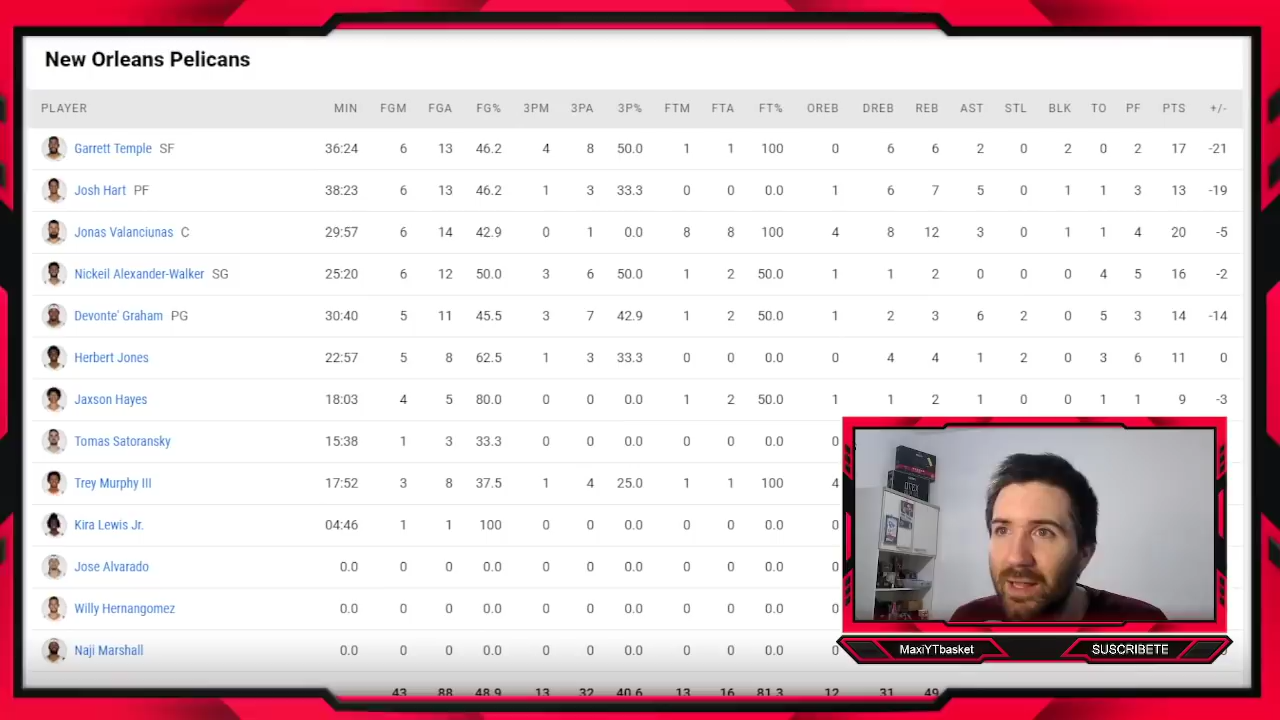 New Orleans Pelicans
PLAYER MIN FGM FGA FG% 3PM 3PA 3P% FTM FTA FT% OREB DREB REB AST STL BLK TO PF PTS +/-
Garrett Temple SF 36:24 6 13 46.2 4 8 50.0 1 1 100 0 6 6 2 0 2 0 2 17 -21
Josh Hart PF 38:23 6 13 46.2 1 3 33.3 0 0 0.0 1 6 7 5 0 1 1 3 13 -19
Jonas Valanciunas C 29:57 6 14 42.9 0 1 0.0 8 8 100 4 8 12 3 0 1 1 4 20 -5
Nickeil Alexander-Walker SG 25:20 6 12 50.0 3 6 50.0 1 2 50.0 1 1 2 0 0 0 4 5 16 -2
Devonte' Graham PG 30:40 5 11 45.5 3 7 42.9 1 2 50.0 1 2 3 6 2 0 5 3 14 -14
Herbert Jones 22:57 5 8 62.5 1 3 33.3 0 0 0.0 0 4 4 1 2 0 3 6 11 0
Jaxson Hayes 18:03 4 5 80.0 0 0 0.0 1 2 50.0 1 1 2 1 0 0 1 1 9 -3
Tomas Satoransky 15:38 1 3 33.3 0 0 0.0 0 0 0.0 0
Trey Murphy III 17:52 3 8 37.5 1 4 25.0 1 1 100 4
Kira Lewis Jr. 04:46 1 1 100 0 0 0.0 0 0 0.0 0
Jose Alvarado 0.0 0 0 0.0 0 0 0.0 0 0 0.0 0
Willy Hernangomez 0.0 0 0 0.0 0 0 0.0 0 0 0.0 0
Naji Marshall 0.0 0 0 0.0 0 0 0.0 0 0 0.0 0
43 88 48.9 13 32 40.6 13 16 81.3 12 31 49
MaxiYTbasket SUSCRIBETE